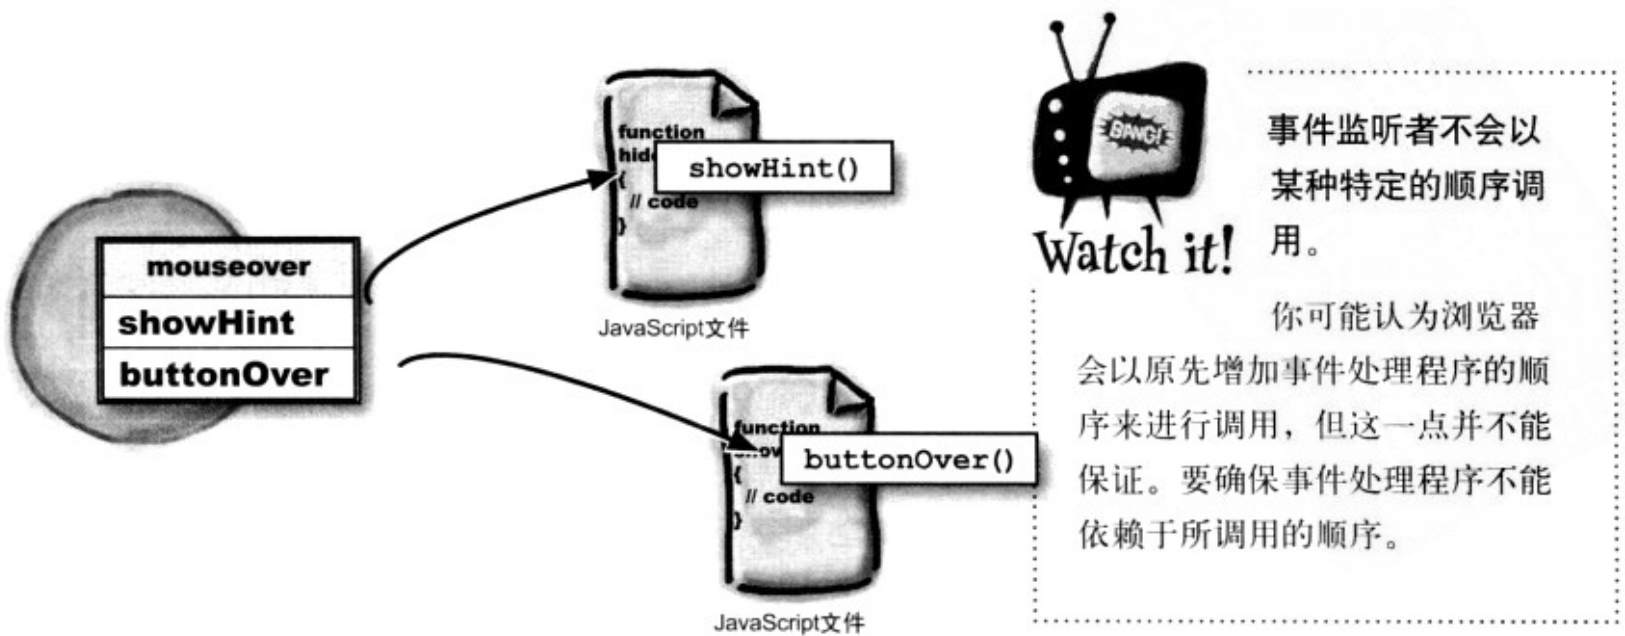 mouseover
showHint
buttonOver
function
showHint()
{
// code
}
JavaScript文件
function
buttonOver()
{
// code
}
JavaScript文件
BANG!
Watch it!
事件监听者不会以
某种特定的顺序调
用。
你可能认为浏览器
会以原先增加事件处理程序的顺
序来进行调用，但这一点并不能
保证。要确保事件处理程序不能
依赖于所调用的顺序。